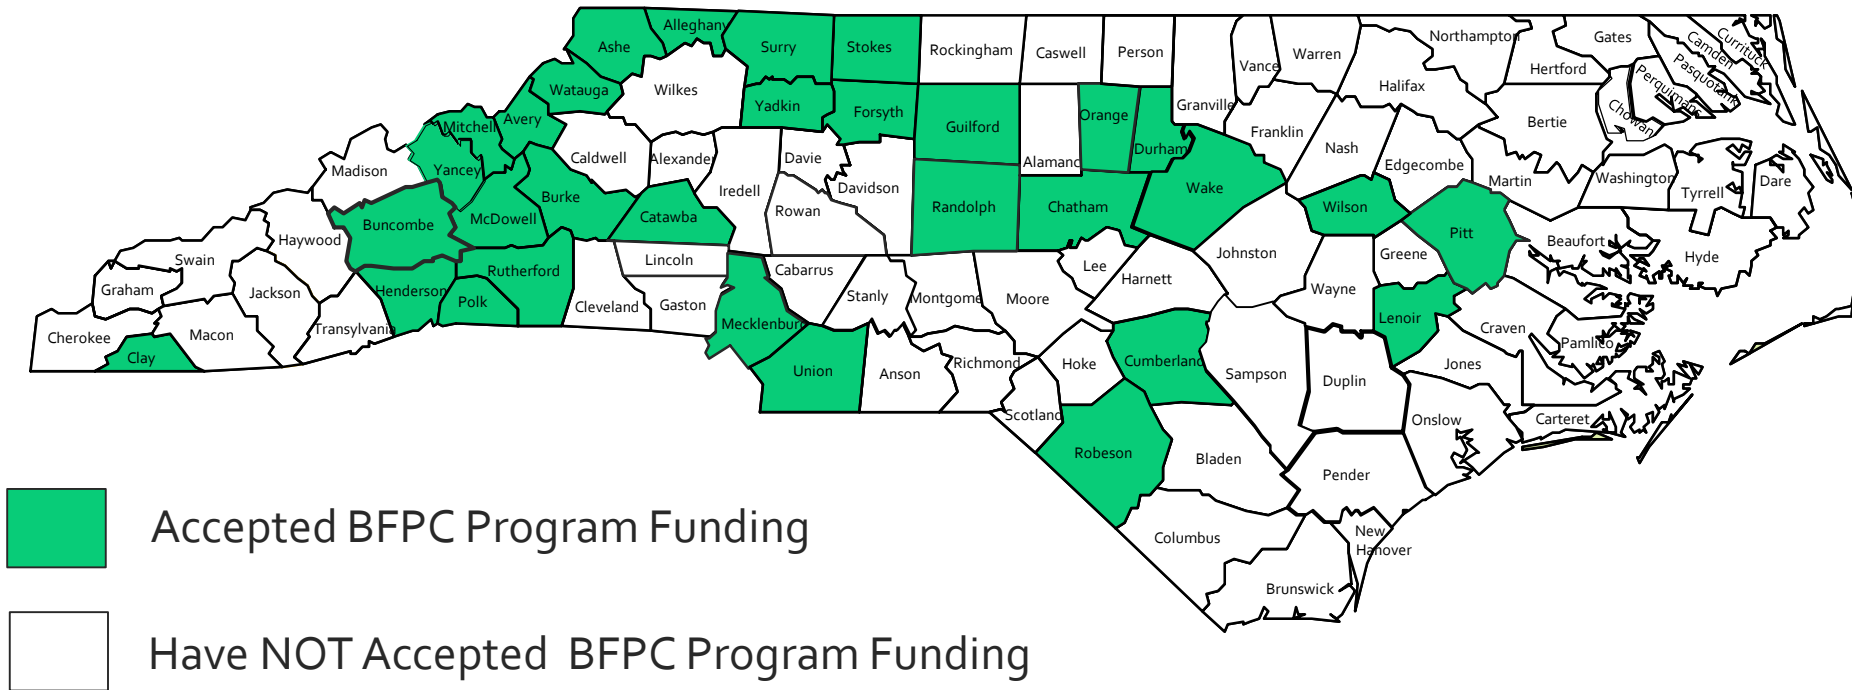 Ashe
Alleghany
Surry
Stokes
Rockingham
Caswell
Person
Granville
Vance
Warren
Northampton
Halifax
Gates
Hertford
Camden
Currituck
Pasquotank
Perquimans
Chowan
Bertie
Watauga
Wilkes
Yadkin
Forsyth
Guilford
Alamanc
Orange
Durham
Franklin
Nash
Edgecombe
Martin
Washington
Tyrrell
Dare
Mitchell
Avery
Yancey
Madison
Caldwell
Alexande
Davie
Iredell
Davidson
Rowan
Burke
Catawba
McDowell
Buncombe
Haywood
Randolph
Chatham
Wake
Wilson
Pitt
Beaufort
Hyde
Swain
Graham
Jackson
Henderson
Rutherford
Polk
Lincoln
Cleveland
Gaston
Cabarrus
Stanly
Montgome
Moore
Lee
Harnett
Johnston
Greene
Wayne
Lenoir
Craven
Pamlico
Cherokee
Macon
Transylvania
Clay
Mecklenburg
Union
Anson
Richmond
Hoke
Cumberland
Sampson
Duplin
Jones
Onslow
Carteret
Scotland
Robeson
Bladen
Pender
Columbus
New
Hanover
Brunswick
Accepted BFPC Program Funding
Have NOT Accepted BFPC Program Funding